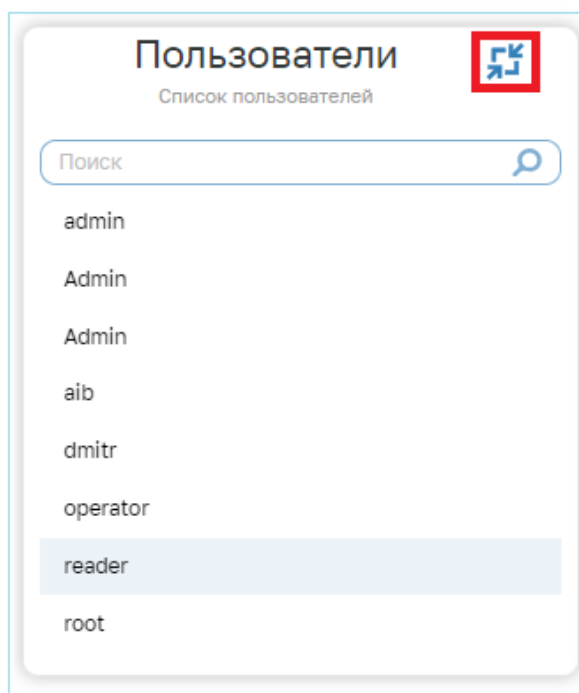 Пользователи
Список пользователей
Поиск
admin
Admin
Admin
aib
dmitr
operator
reader
root